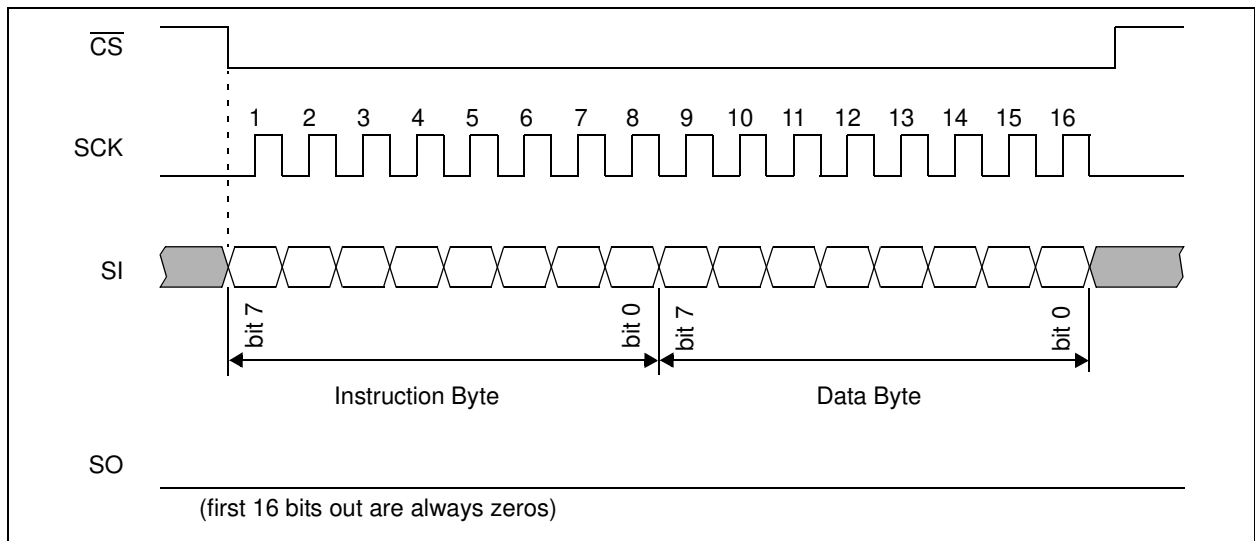 CS
1 2 3 4 5 6 7 8 9 10 11 12 13 14 15 16
SCK
SI
bit 7
bit 0
bit 7
bit 0
Instruction Byte
Data Byte
SO
(first 16 bits out are always zeros)